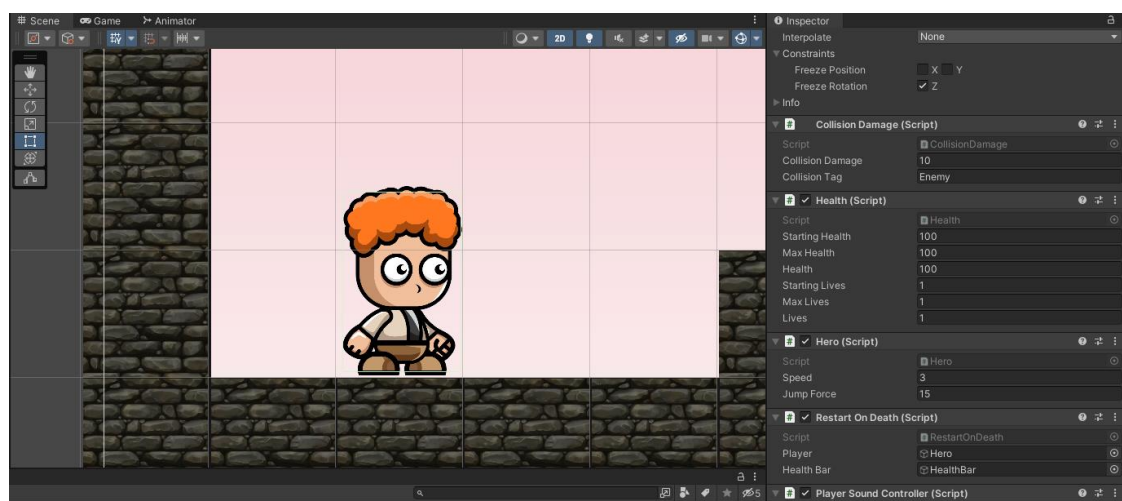 Scene Game Animator
2D
Inspector
Interpolate None
Constraints
Freeze Position X Y
Freeze Rotation Z
Info
# Collision Damage (Script)
Script CollisionDamage
Collision Damage 10
Collision Tag Enemy
# Health (Script)
Script Health
Starting Health 100
Max Health 100
Health 100
Starting Lives 1
Max Lives 1
Lives 1
# Hero (Script)
Script Hero
Speed 3
Jump Force 15
# Restart On Death (Script)
Script RestartOnDeath
Player Hero
Health Bar HealthBar
5
# Player Sound Controller (Script)